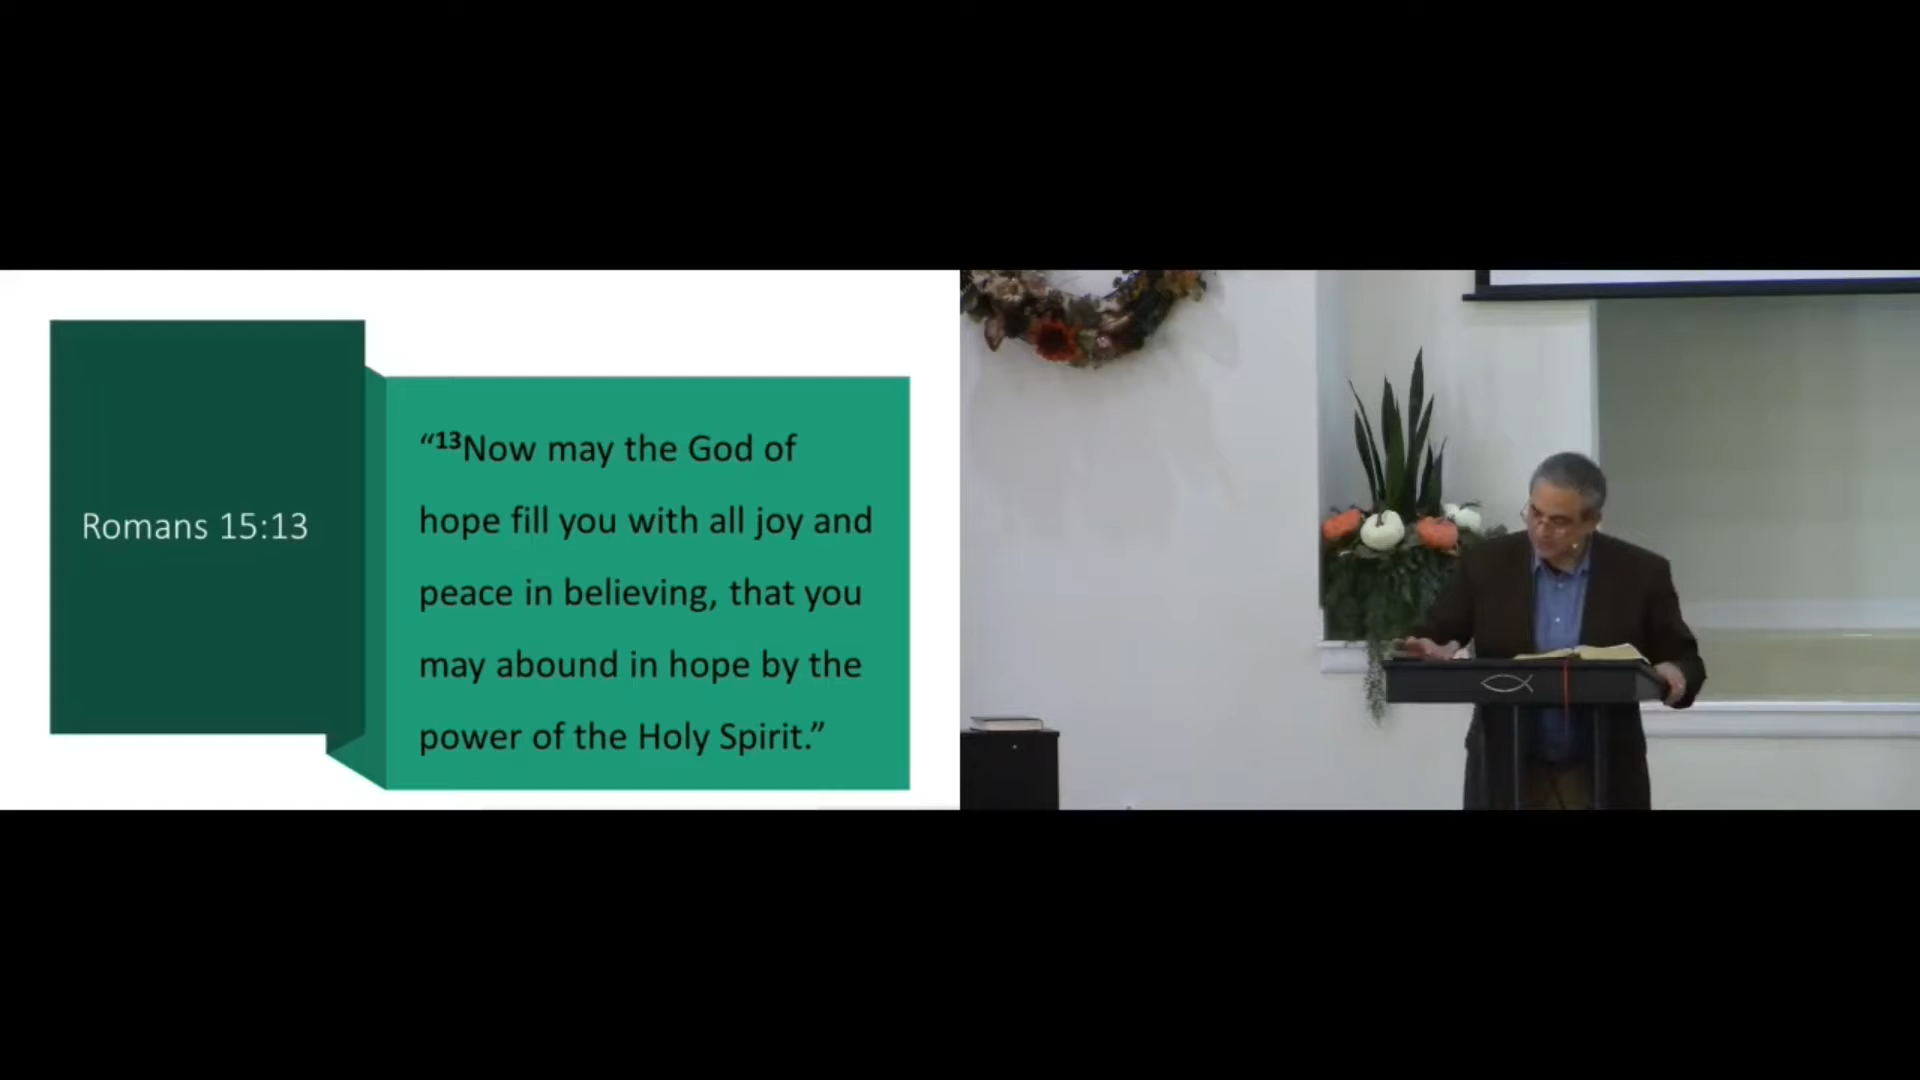 Romans 15:13
“13Now may the God of
hope fill you with all joy and
peace in believing, that you
may abound in hope by the
power of the Holy Spirit.”